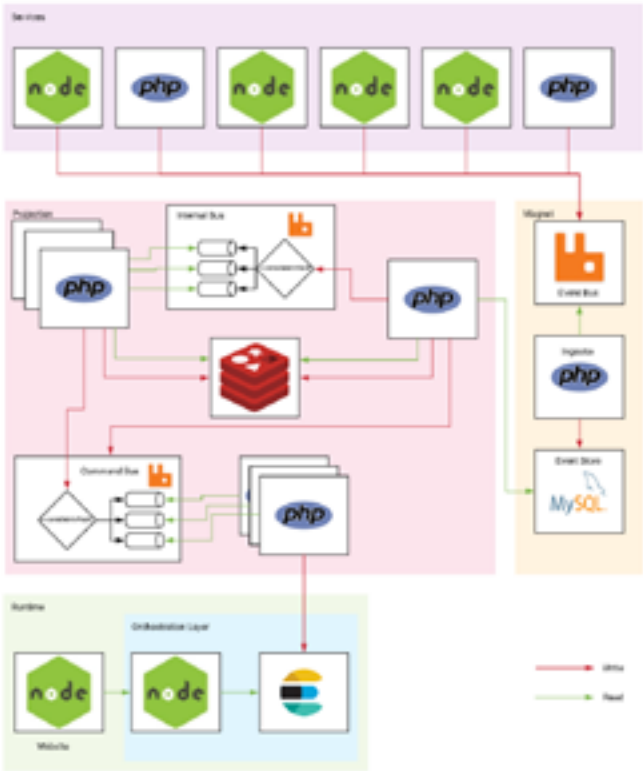 Services
node
php
node
node
node
php
Projection
Internal Bus
Magnet
php
php
Event Bus
Ingestor
php
Command Bus
php
Event Store
MySQL
Runtime
Orchestration Layer
node
node
Website
Write
Read